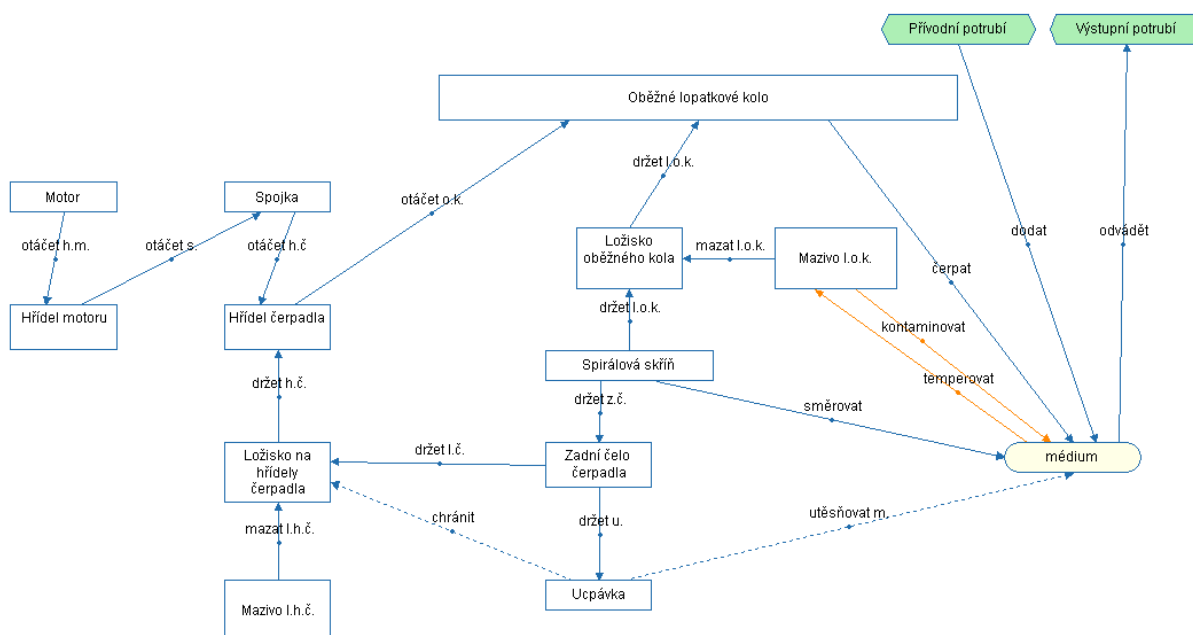 Přívodní potrubí
Výstupní potrubí
Oběžné lopatkové kolo
držet l.o.k.
Motor
Spojka
otáčet o.k.
otáčet h.m.
otáčet s.
otáčet h.č
Ložisko
oběžného kola
mazat l.o.k.
Mazivo l.o.k.
dodat
odvádět
čerpat
Hřídel motoru
Hřídel čerpadla
držet l.o.k.
kontaminovat
Spirálová skříň
temperovat
držet h.č.
držet z.č.
směrovat
Ložisko na
hřídely
čerpadla
držet l.č.
Zadní čelo
čerpadla
médium
mazat l.h.č.
chránit
držet u.
utěsňovat m.
Mazivo l.h.č.
Ucpávka